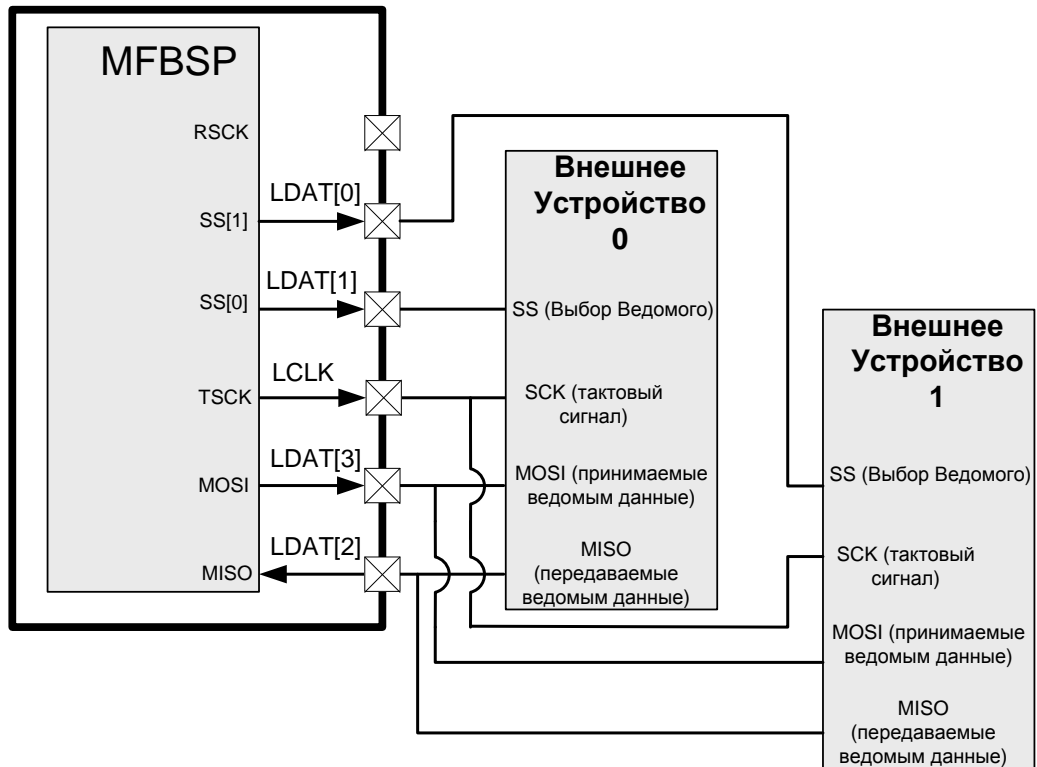 MFBSP
RSCK
LDAT[0]
SS[1]
LDAT[1]
SS[0]
LCLK
TSCK
LDAT[3]
MOSI
LDAT[2]
MISO
Внешнее
Устройство
0
SS (Выбор Ведомого)
SCK (тактовый
сигнал)
MOSI (принимаемые
ведомым данные)
MISO
(передаваемые
ведомым данные)
Внешнее
Устройство
1
SS (Выбор Ведомого)
SCK (тактовый
сигнал)
MOSI (принимаемые
ведомым данные)
MISO
(передаваемые
ведомым данные)